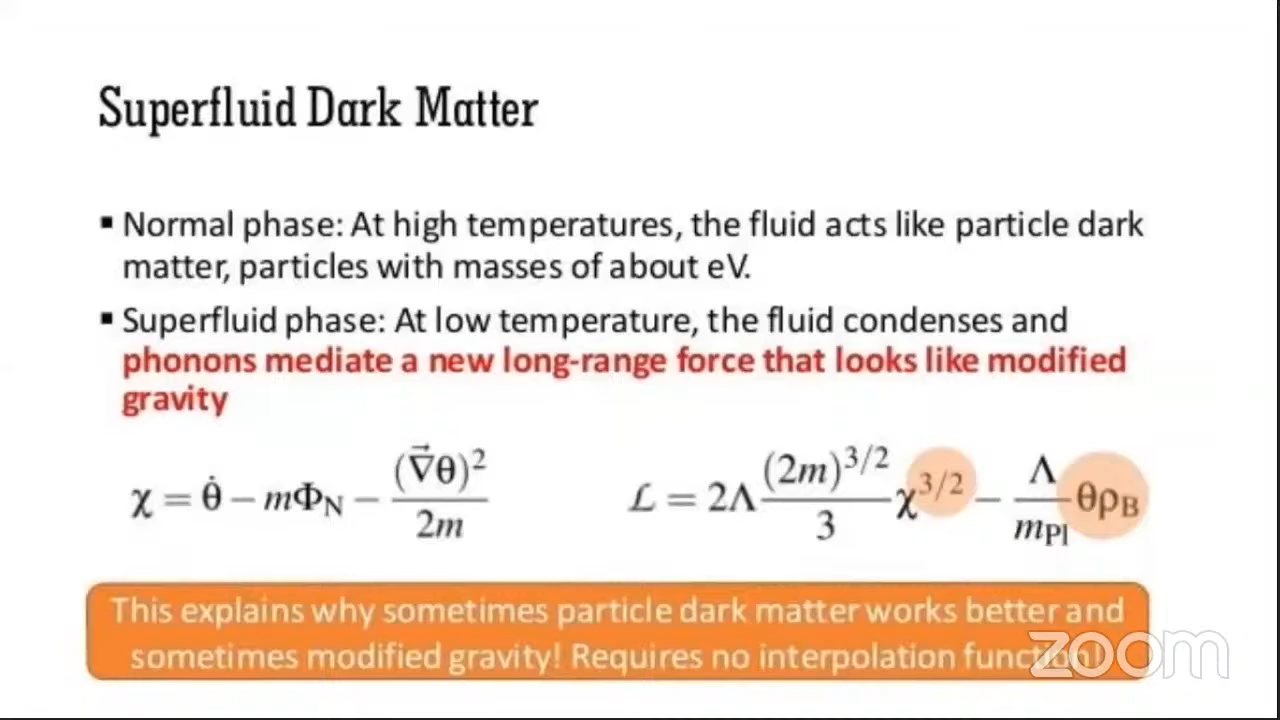 Superfluid Dark Matter
▪ Normal phase: At high temperatures, the fluid acts like particle dark
matter, particles with masses of about eV.
▪ Superfluid phase: At low temperature, the fluid condenses and
phonons mediate a new long-range force that looks like modified
gravity
χ = θ̇ − mΦ_N − (∇⃗θ)²/2m
ℒ = 2Λ (2m)^{3/2}/3 χ^{3/2} − Λ/m_Pl θρ_B
This explains why sometimes particle dark matter works better and
sometimes modified gravity! Requires no interpolation function!
zoom